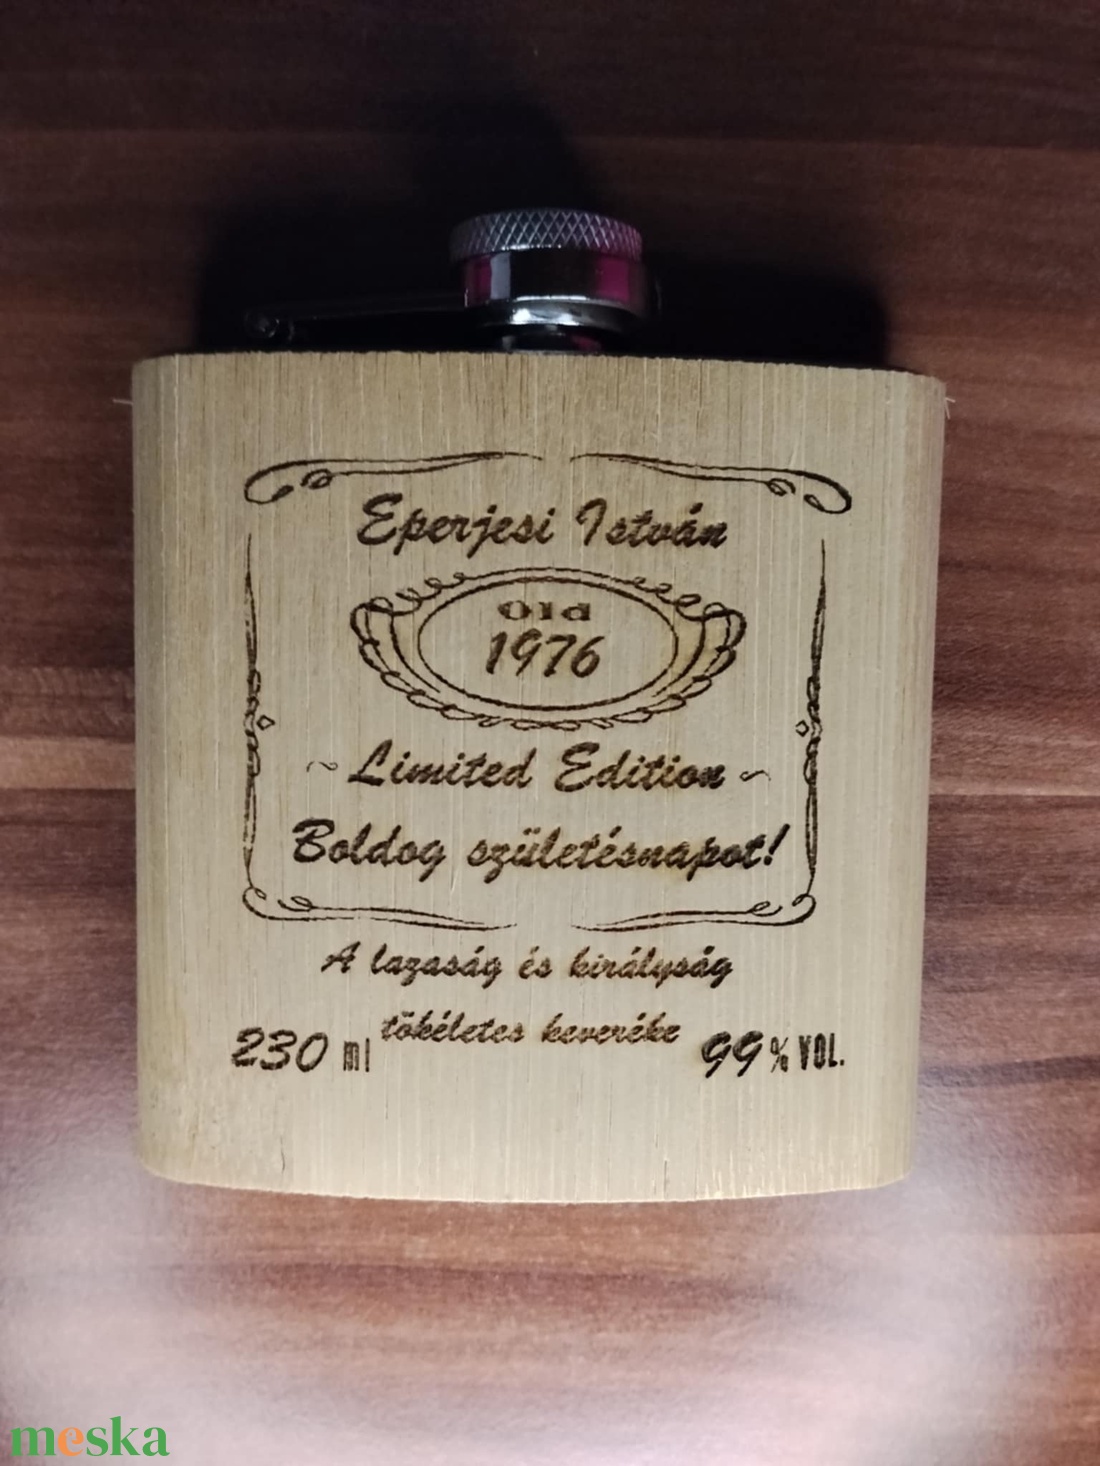 Eperjesi István
Old
1976
~ Limited Edition ~
Boldog születésnapot!
A lazaság és királyság
tökéletes keveréke
230 ml
99% VOL.
meska